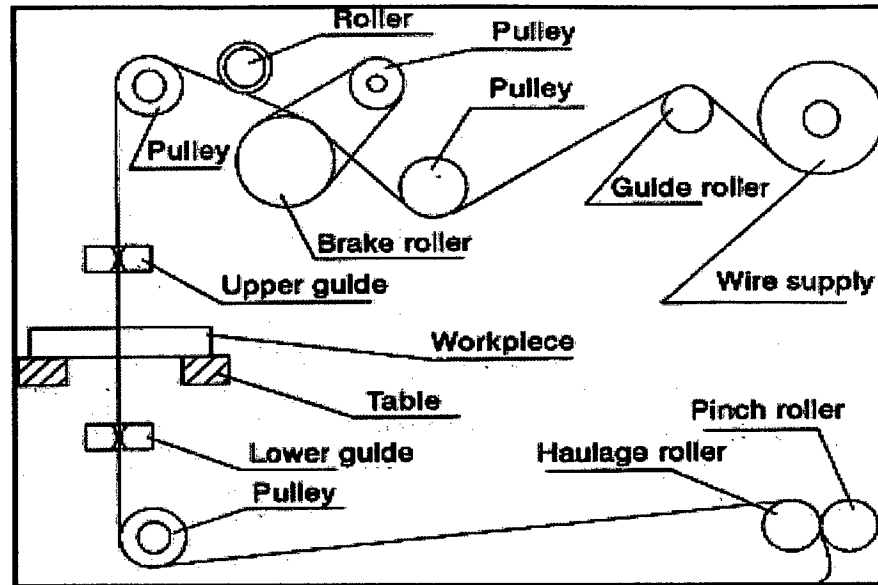 Roller
Pulley
Pulley
Pulley
Guide roller
Brake roller
Wire supply
Upper guide
Workpiece
Table
Pinch roller
Lower guide
Haulage roller
Pulley